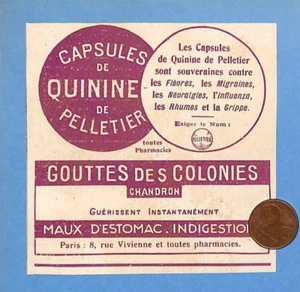 CAPSULES
DE
QUININE
DE
PELLETIER
Les Capsules
de Quinine de Pelletier
sont souveraines contre
les Fièvres, les Migraines,
les Névralgies, l'Influenza,
les Rhumes et la Grippe.
Exiger le Nom :
PELLETIER
toutes
Pharmacies
GOUTTES DES COLONIES
CHANDRON
GUÉRISSENT INSTANTANÉMENT
MAUX D'ESTOMAC. INDIGESTION
Paris : 8, rue Vivienne et toutes pharmacies.